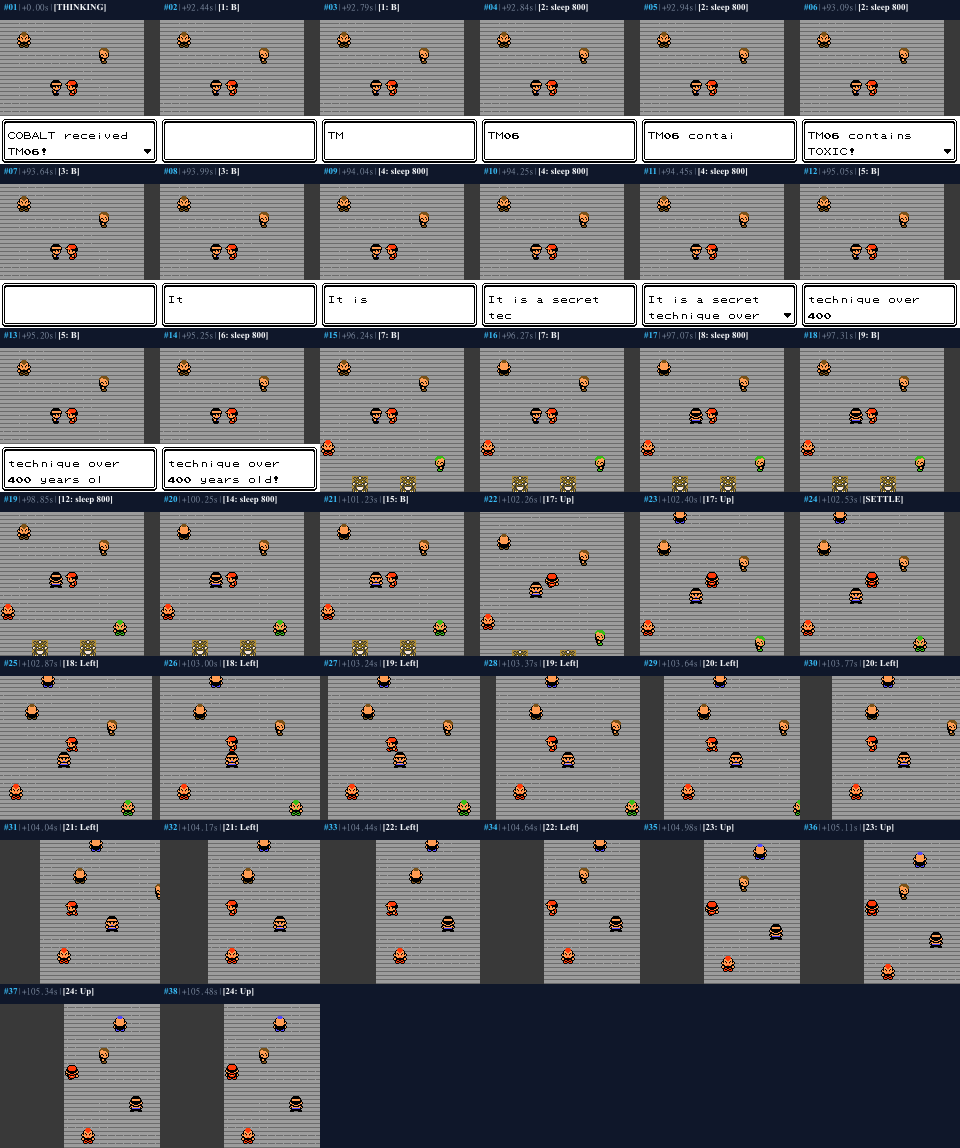 #01|+0.00s|[THINKING]
#02|+92.44s|[1: B]
#03|+92.79s|[1: B]
#04|+92.84s|[2: sleep 800]
#05|+92.94s|[2: sleep 800]
#06|+93.09s|[2: sleep 800]
COBALT received
TM06!
TM
TM06
TM06 contai
TM06 contains
TOXIC!
#07|+93.64s|[3: B]
#08|+93.99s|[3: B]
#09|+94.04s|[4: sleep 800]
#10|+94.25s|[4: sleep 800]
#11|+94.45s|[4: sleep 800]
#12|+95.05s|[5: B]
It
It is
It is a secret
tec
It is a secret
technique over
technique over
400
#13|+95.20s|[5: B]
#14|+95.25s|[6: sleep 800]
#15|+96.24s|[7: B]
#16|+96.27s|[7: B]
#17|+97.07s|[8: sleep 800]
#18|+97.31s|[9: B]
technique over
400 years ol
technique over
400 years old!
#19|+98.85s|[12: sleep 800]
#20|+100.25s|[14: sleep 800]
#21|+101.23s|[15: B]
#22|+102.26s|[17: Up]
#23|+102.40s|[17: Up]
#24|+102.53s|[SETTLE]
#25|+102.87s|[18: Left]
#26|+103.00s|[18: Left]
#27|+103.24s|[19: Left]
#28|+103.37s|[19: Left]
#29|+103.64s|[20: Left]
#30|+103.77s|[20: Left]
#31|+104.04s|[21: Left]
#32|+104.17s|[21: Left]
#33|+104.44s|[22: Left]
#34|+104.64s|[22: Left]
#35|+104.98s|[23: Up]
#36|+105.11s|[23: Up]
#37|+105.34s|[24: Up]
#38|+105.48s|[24: Up]